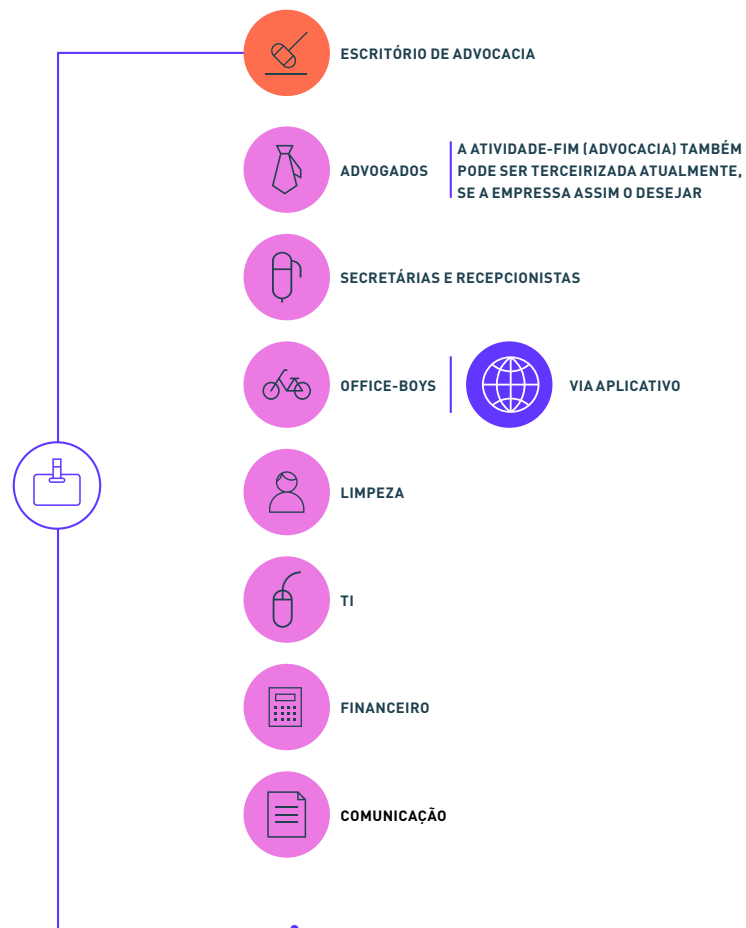 ESCRITÓRIO DE ADVOCACIA
ADVOGADOS
A ATIVIDADE-FIM (ADVOCACIA) TAMBÉM
PODE SER TERCEIRIZADA ATUALMENTE,
SE A EMPRESSA ASSIM O DESEJAR
SECRETÁRIAS E RECEPCIONISTAS
OFFICE-BOYS
VIA APLICATIVO
LIMPEZA
TI
FINANCEIRO
COMUNICAÇÃO